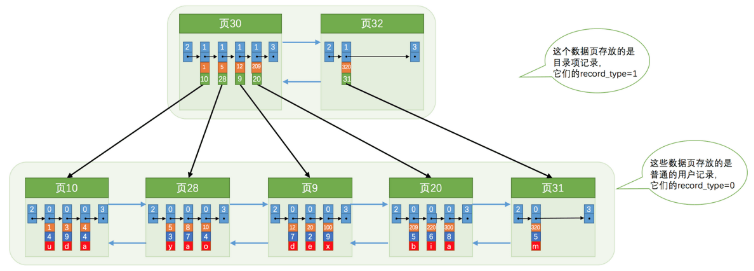 页30
页32
2 1 1 1 1 3
2 1 3
1 5 12 209
320
10 28 9 20
31
这个数据页存放的是
目录项记录,
它们的record_type=1
页10
页28
页9
页20
页31
2 0 0 0 3
2 0 0 0 3
2 0 0 0 3
2 0 0 0 3
2 0 3
1 3 4
5 8 10
12 20 100
209 220 300
320
4 9 4
3 7 4
7 2 9
5 6 8
5
u d a
y a o
d e x
b i a
m
这些数据页存放的是
普通的用户记录,
它们的record_type=0